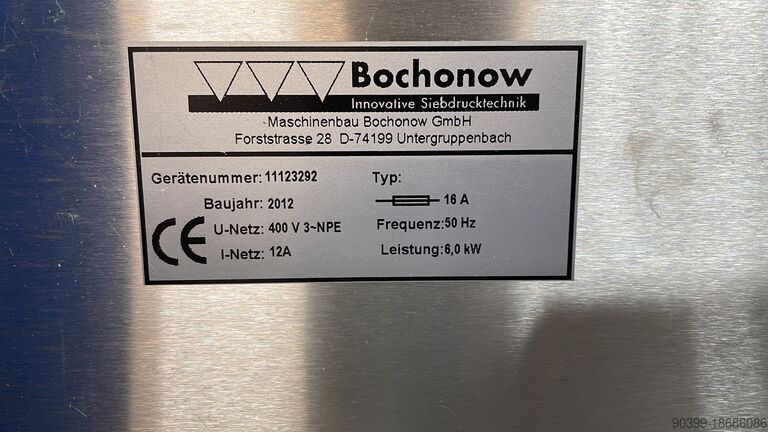 Bochonow
Innovative Siebdrucktechnik
Maschinenbau Bochonow GmbH
Forststrasse 28 D-74199 Untergruppenbach
Gerätenummer: 11123292 Typ:
Baujahr: 2012 16 A
CE U-Netz: 400 V 3~NPE Frequenz: 50 Hz
I-Netz: 12A Leistung: 6,0 kW
90399-18686086